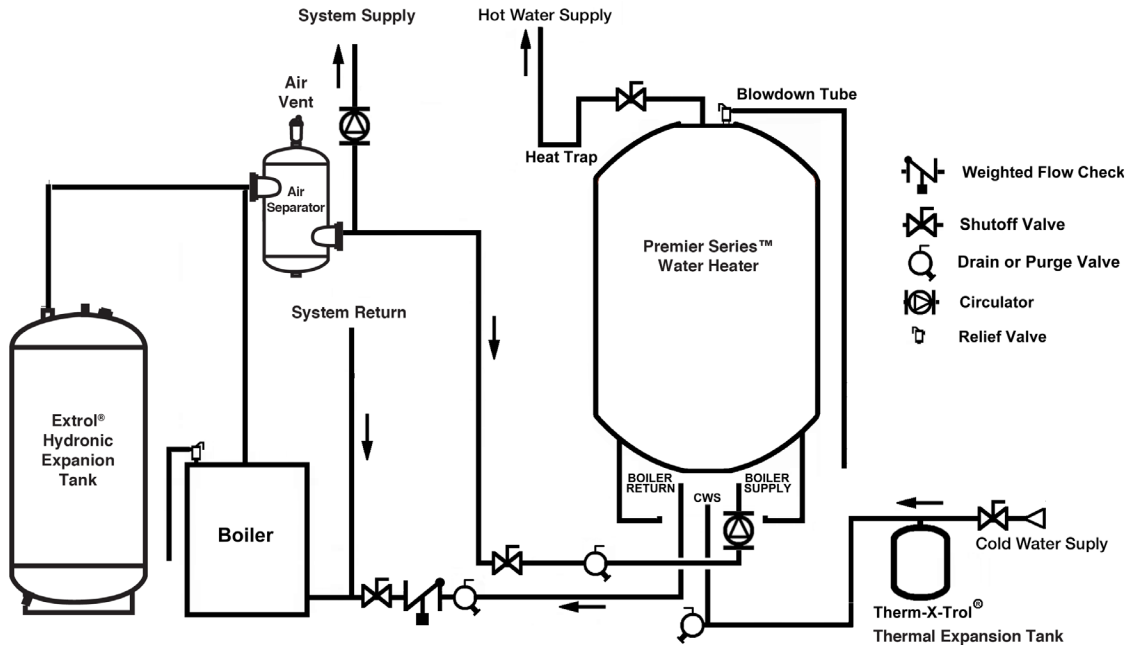 System Supply
Hot Water Supply
Air
Vent
Blowdown Tube
Heat Trap
Air
Separator
Weighted Flow Check
Shutoff Valve
Drain or Purge Valve
Circulator
Relief Valve
Premier Series™
Water Heater
System Return
Extrol®
Hydronic
Expanion
Tank
Boiler
BOILER
RETURN
CWS
BOILER
SUPPLY
Cold Water Suply
Therm-X-Trol®
Thermal Expansion Tank